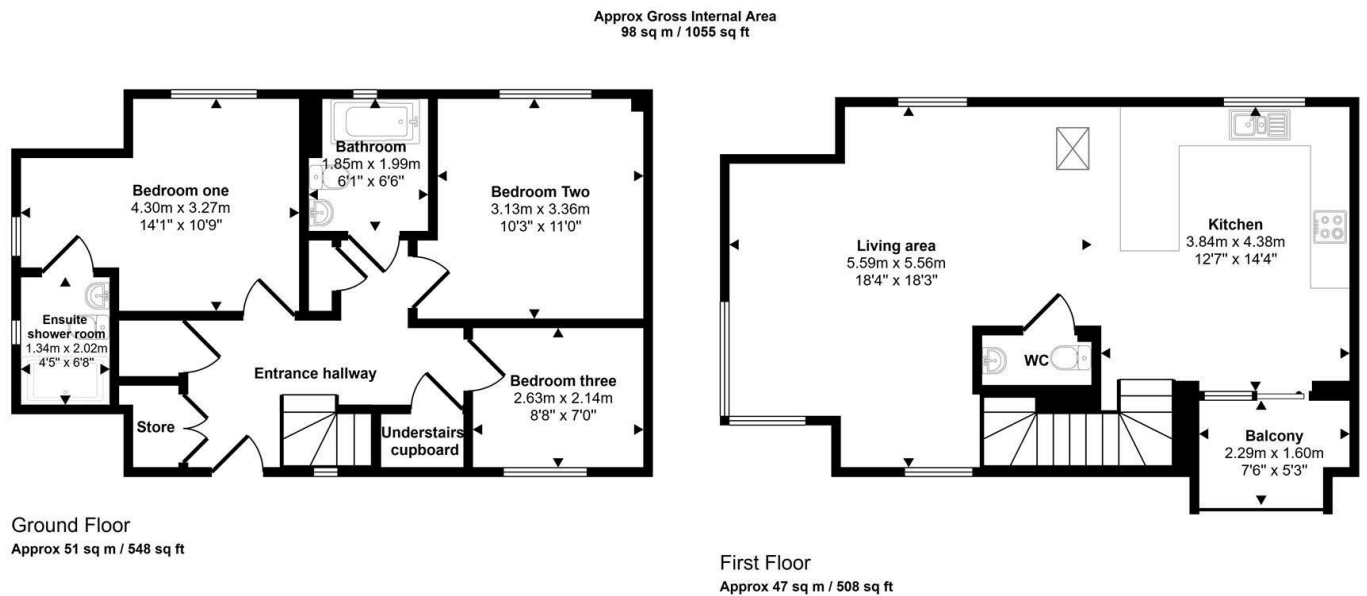 Approx Gross Internal Area
98 sq m / 1055 sq ft
Bedroom one
4.30m x 3.27m
14'1" x 10'9"
Bathroom
1.85m x 1.99m
6'1" x 6'6"
Bedroom Two
3.13m x 3.36m
10'3" x 11'0"
Ensuite
shower room
1.34m x 2.02m
4'5" x 6'8"
Entrance hallway
Store
Understairs
cupboard
Bedroom three
2.63m x 2.14m
8'8" x 7'0"
Ground Floor
Approx 51 sq m / 548 sq ft
Living area
5.59m x 5.56m
18'4" x 18'3"
Kitchen
3.84m x 4.38m
12'7" x 14'4"
WC
Balcony
2.29m x 1.60m
7'6" x 5'3"
First Floor
Approx 47 sq m / 508 sq ft